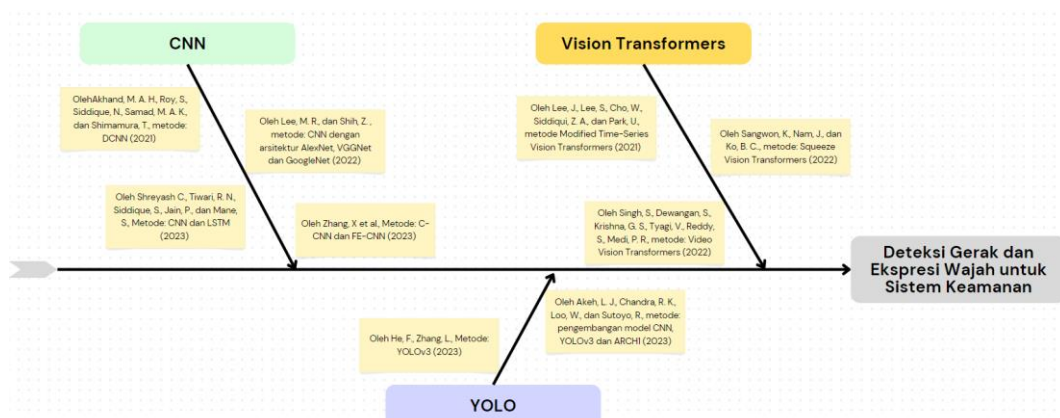 CNN
Vision Transformers
OlehAkhand, M. A. H., Roy, S.,
Siddique, N., Samad, M. A. K.,
dan Shimamura, T., metode:
DCNN (2021)
Oleh Lee, M. R., dan Shih, Z. ,
metode: CNN dengan
arsitektur AlexNet, VGGNet
dan GoogleNet (2022)
Oleh Lee, J., Lee, S., Cho, W.,
Siddiqui, Z. A., dan Park, U.,
metode Modified Time-Series
Vision Transformers (2021)
Oleh Sangwon, K., Nam, J., dan
Ko, B. C., metode: Squeeze
Vision Transformers (2022)
Oleh Shreyash C., Tiwari, R. N.,
Siddique, S., Jain, P., dan Mane,
S., Metode: CNN dan LSTM
(2023)
Oleh Zhang, X et al., Metode: C-
CNN dan FE-CNN (2023)
Oleh Singh, S., Dewangan, S.,
Krishna, G. S., Tyagi, V., Reddy,
S., Medi, P. R., metode: Video
Vision Transformers (2022)
Deteksi Gerak dan
Ekspresi Wajah untuk
Sistem Keamanan
Oleh He, F., Zhang, L., Metode:
YOLOv3 (2023)
Oleh Akeh, L. J., Chandra, R. K.,
Loo, W., dan Sutoyo, R., metode:
pengembangan model CNN,
YOLOv3 dan ARCH1 (2023)
YOLO